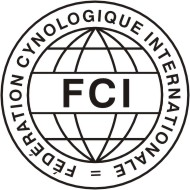 FÉDÉRATION CYNOLOGIQUE INTERNATIONALE =
FCI